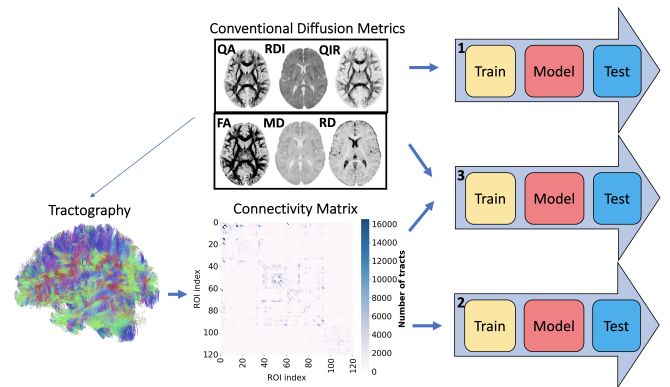 Conventional Diffusion Metrics
QA RDI QIR
FA MD RD
1
Train Model Test
3
Train Model Test
2
Train Model Test
Tractography
Connectivity Matrix
ROI index
0
20
40
60
80
100
120
0 20 40 60 80 100 120
ROI index
16000
14000
12000
10000
8000
6000
4000
2000
0
Number of tracts